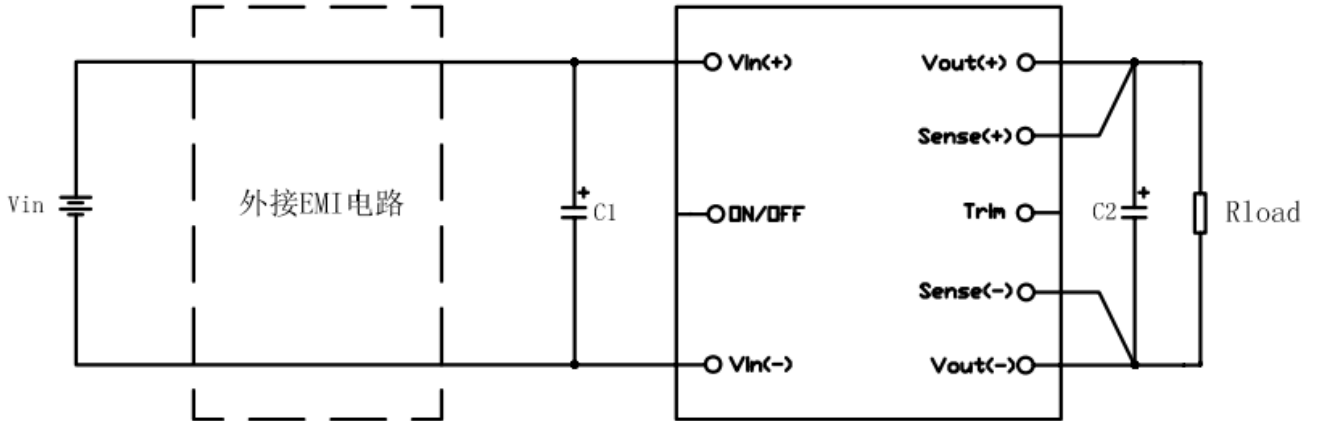 Vin(+)
Vout(+)
Sense(+)
Vin
外接EMI电路
C1
ON/OFF
Trim
C2
Rload
Sense(-)
Vin(-)
Vout(-)
+
+